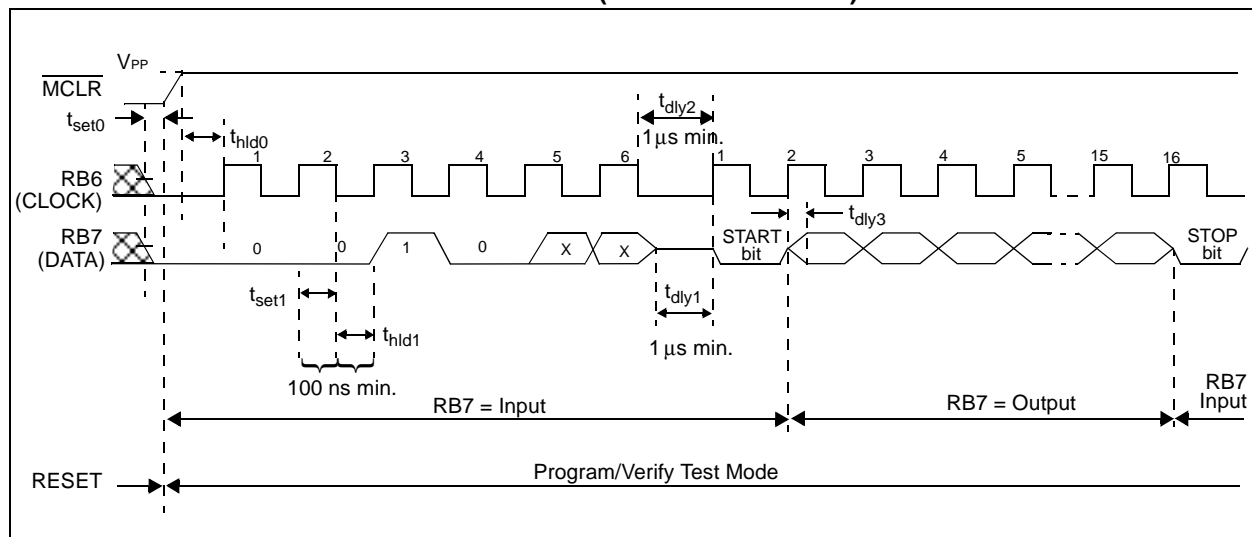 VPP
MCLR
tset0
thld0
tdly2
1 µs min.
1 2 3 4 5 6 1 2 3 4 5 15 16
RB6
(CLOCK)
tdly3
RB7
(DATA)
0 0 1 0 X X
START
bit
STOP
bit
tset1
tdly1
thld1
1 µs min.
100 ns min.
RB7 = Input
RB7 = Output
RB7
Input
RESET
Program/Verify Test Mode